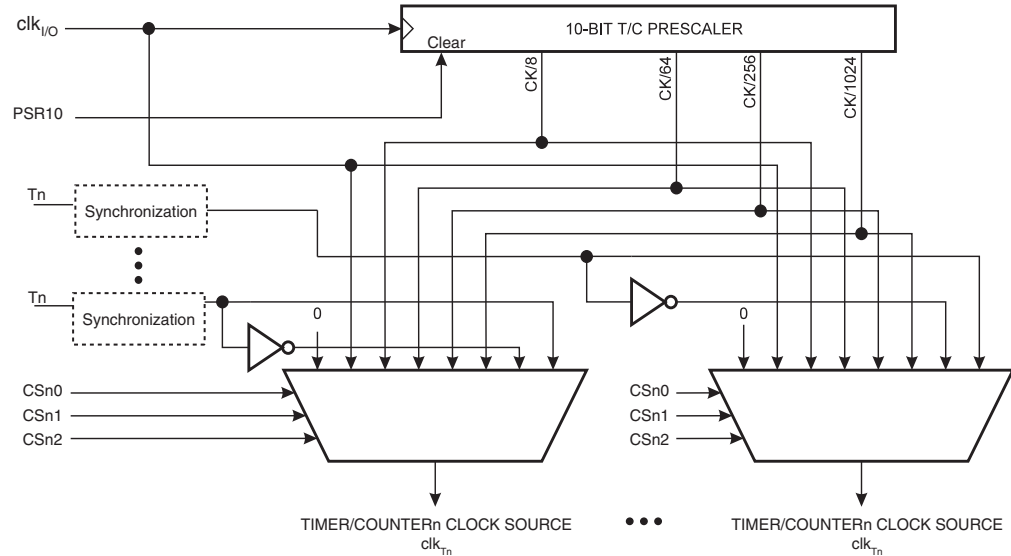 clkI/O
10-BIT T/C PRESCALER
Clear
CK/8
CK/64
CK/256
CK/1024
PSR10
Tn
Synchronization
Tn
Synchronization
0
0
CSn0
CSn1
CSn2
CSn0
CSn1
CSn2
TIMER/COUNTERn CLOCK SOURCE
clkTn
TIMER/COUNTERn CLOCK SOURCE
clkTn